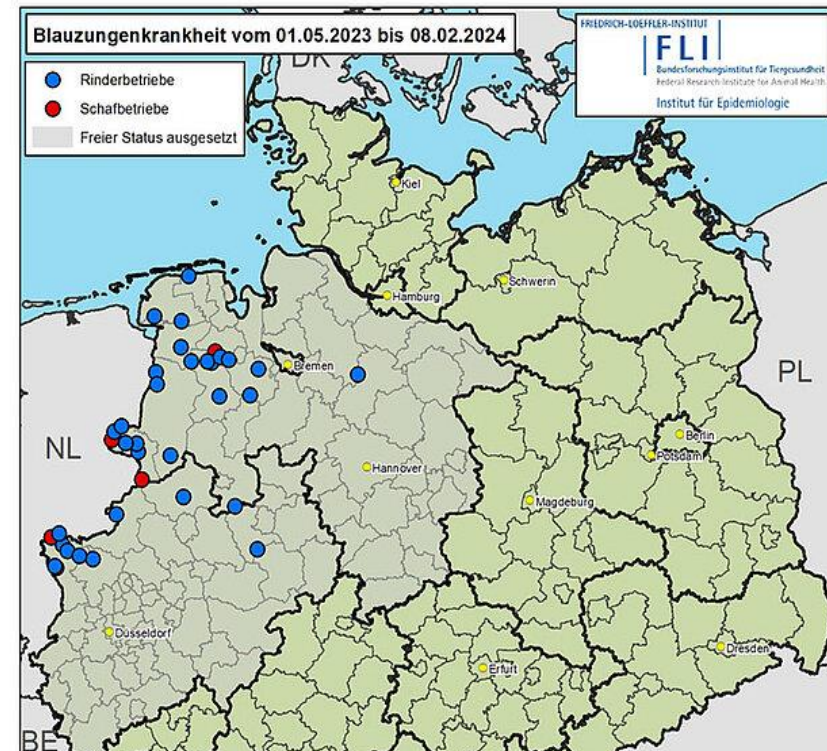 Blauzungenkrankheit vom 01.05.2023 bis 08.02.2024
FRIEDRICH-LOEFFLER-INSTITUT
FLI
Bundesforschungsinstitut für Tiergesundheit
Federal Research Institute for Animal Health
Institut für Epidemiologie
Rinderbetriebe
Schafbetriebe
Freier Status ausgesetzt
DK
Kiel
Schwerin
Hamburg
Bremen
PL
NL
Berlin
Potsdam
Hannover
Magdeburg
Düsseldorf
Dresden
Erfurt
BE